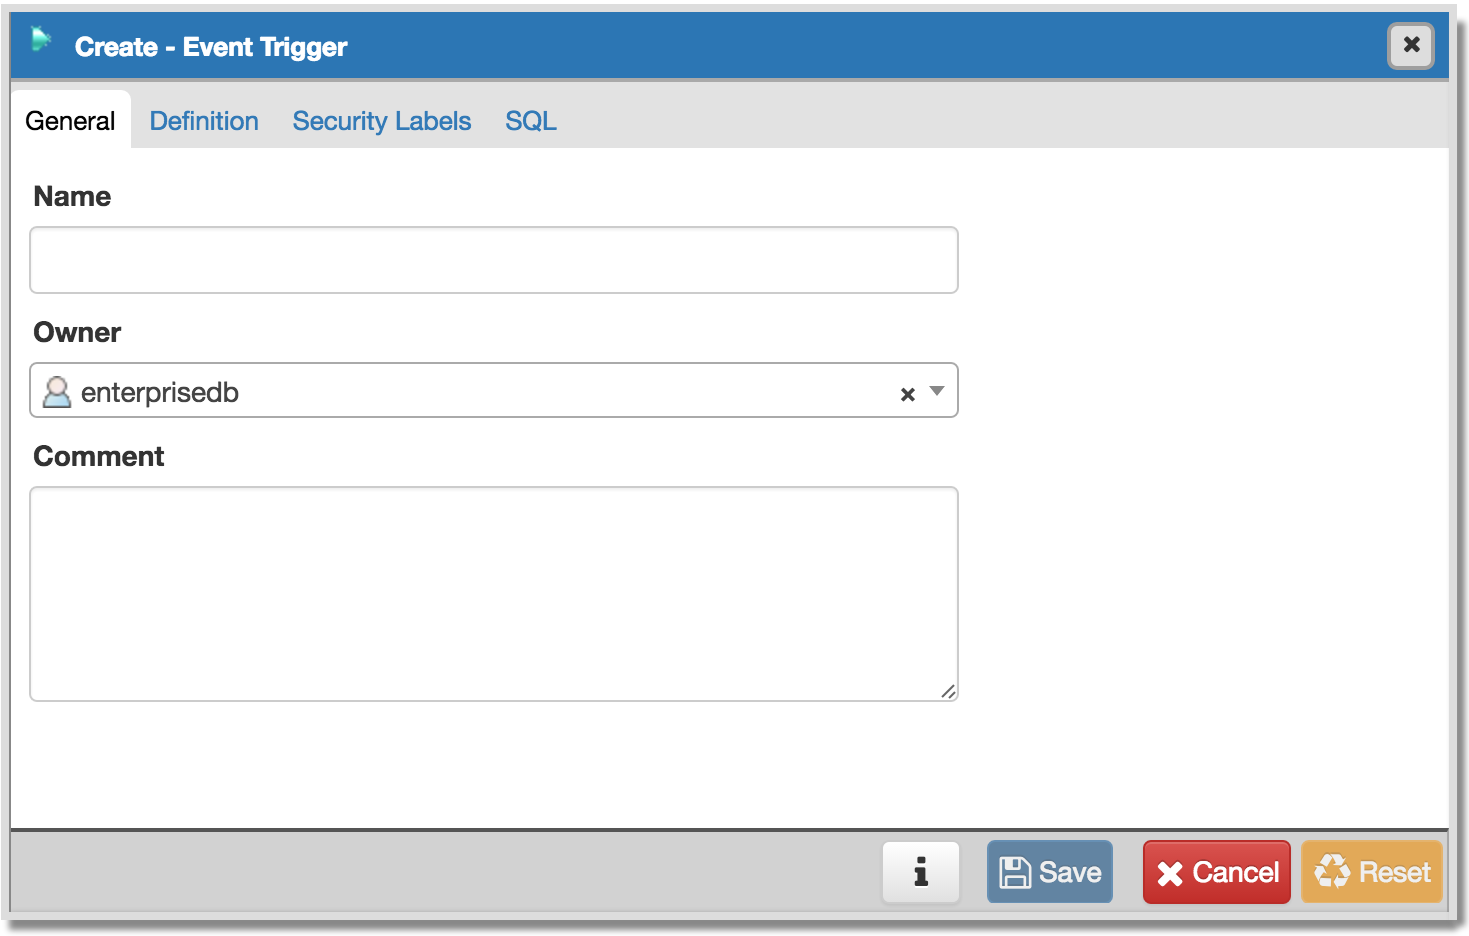 Create - Event Trigger
General Definition Security Labels SQL
Name
Owner
enterprisedb
Comment
Save Cancel Reset